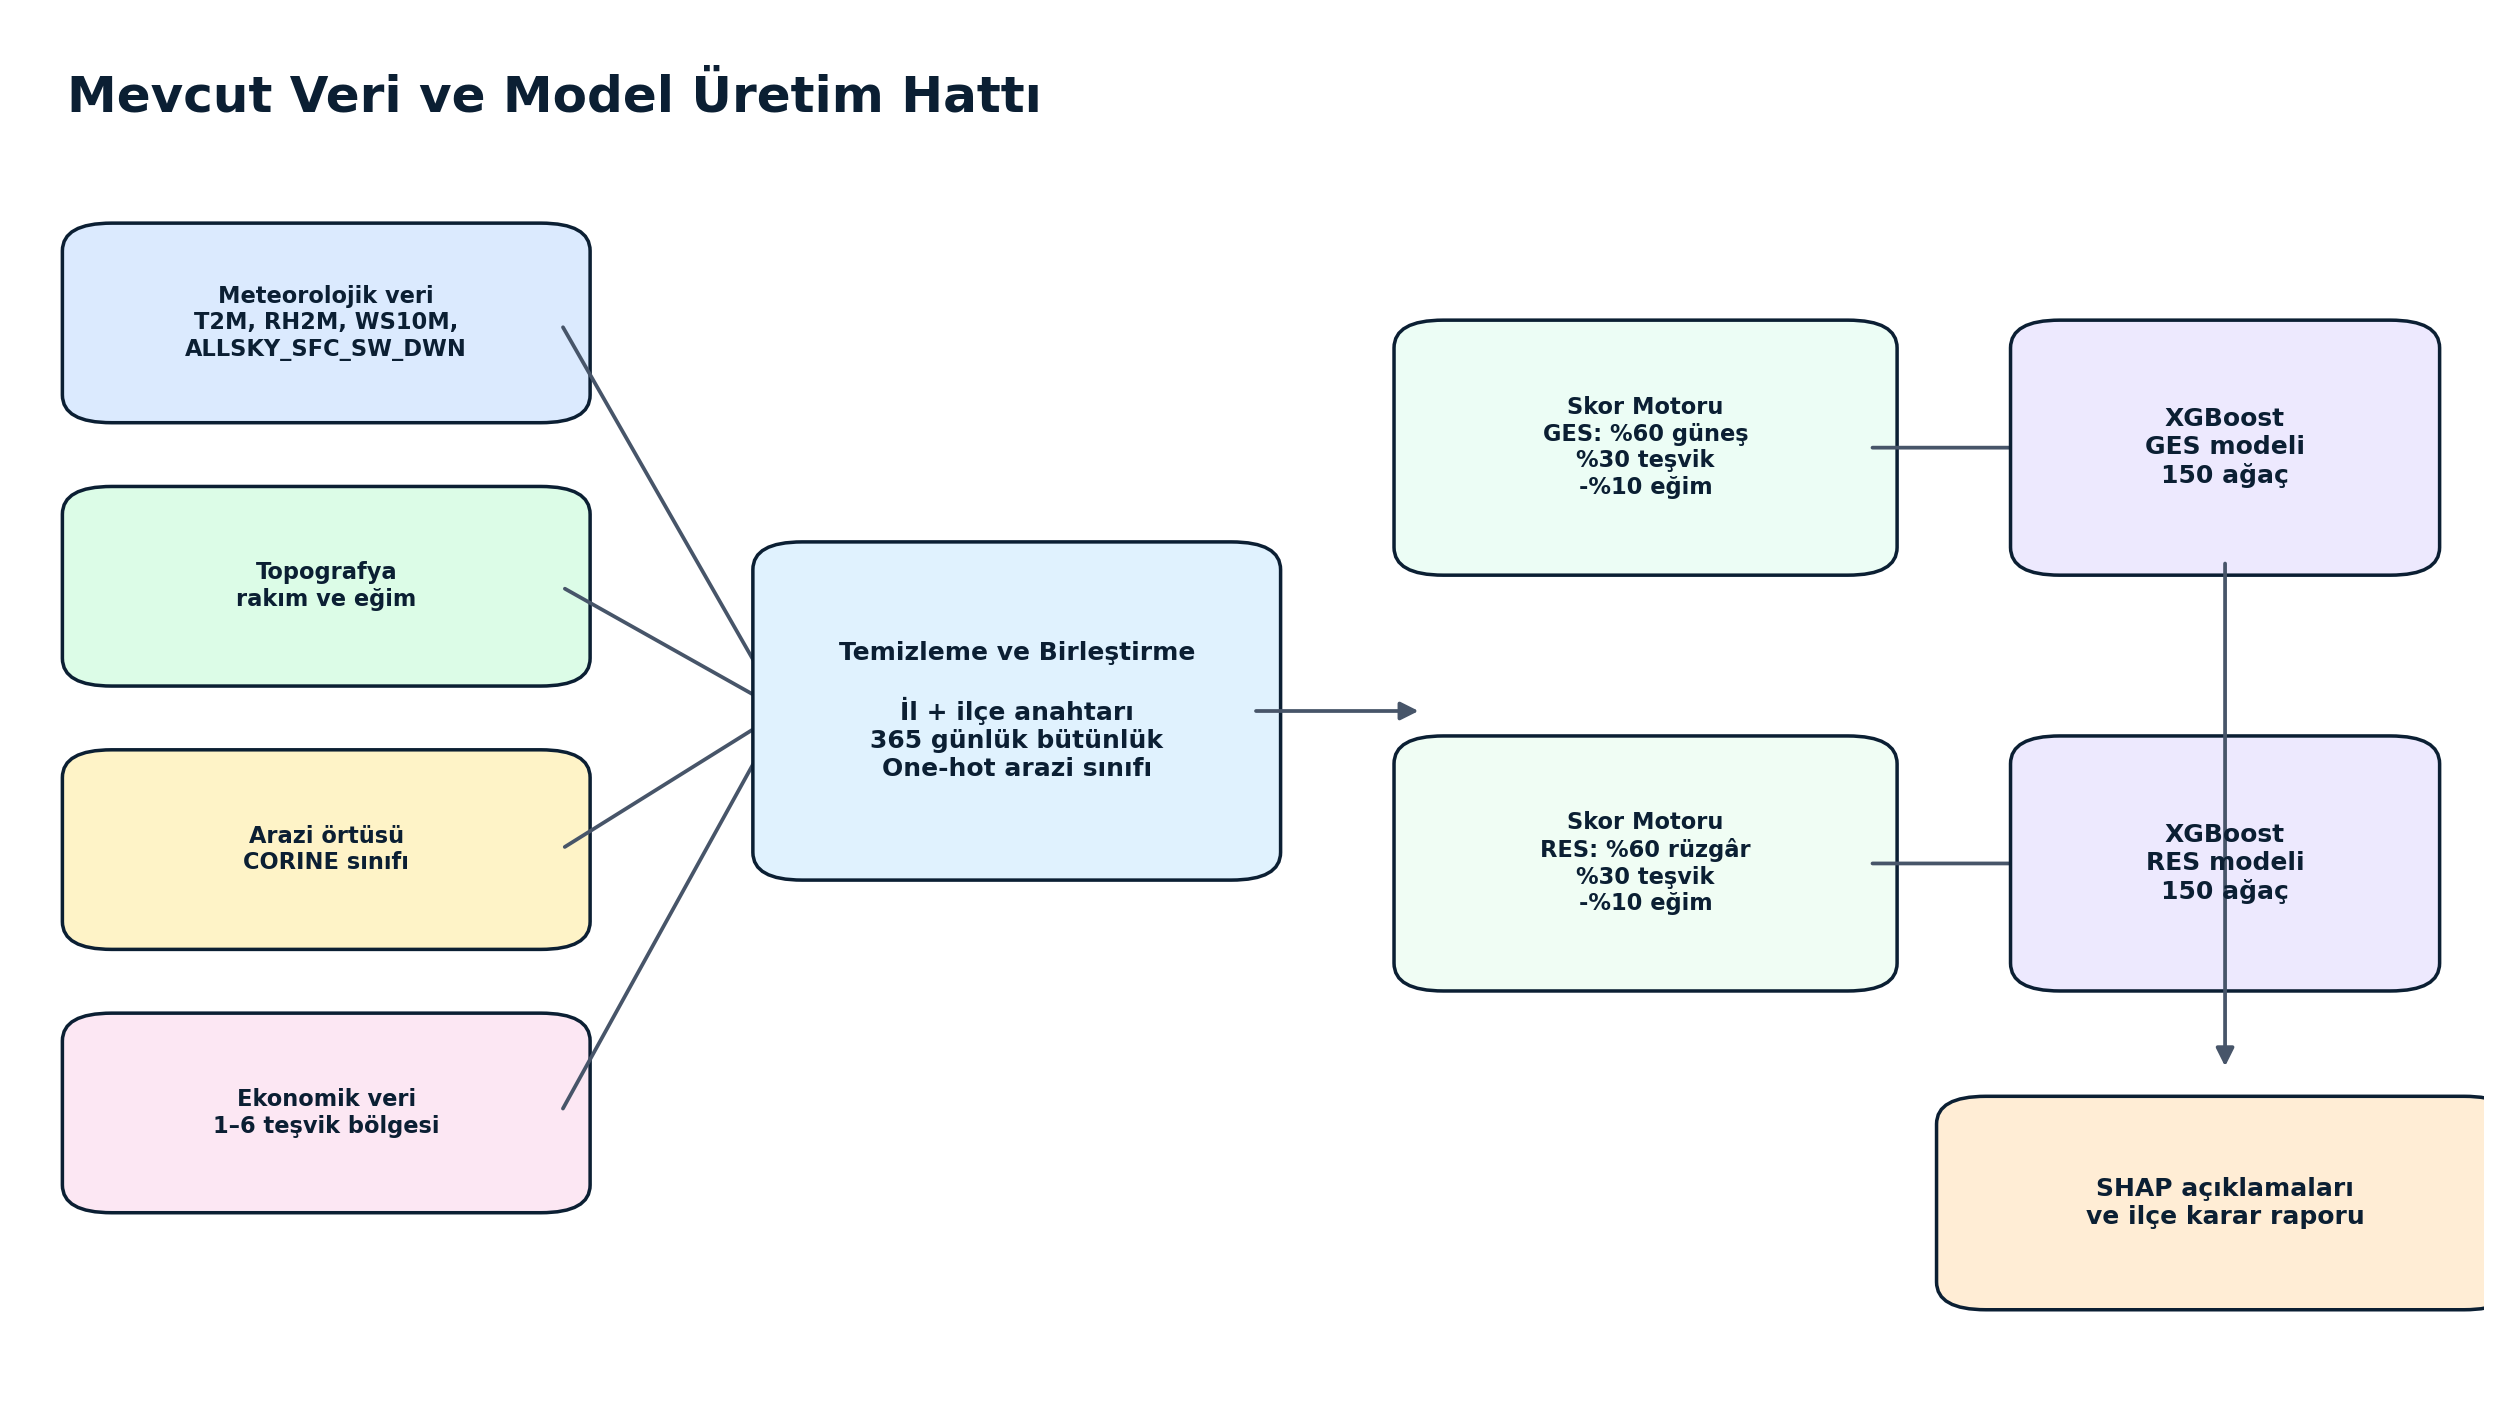 Mevcut Veri ve Model Üretim Hattı
Meteorolojik veri
T2M, RH2M, WS10M,
ALLSKY_SFC_SW_DWN
Topografya
rakım ve eğim
Arazi örtüsü
CORINE sınıfı
Ekonomik veri
1–6 teşvik bölgesi
Temizleme ve Birleştirme
İl + ilçe anahtarı
365 günlük bütünlük
One-hot arazi sınıfı
Skor Motoru
GES: %60 güneş
%30 teşvik
-%10 eğim
XGBoost
GES modeli
150 ağaç
Skor Motoru
RES: %60 rüzgâr
%30 teşvik
-%10 eğim
XGBoost
RES modeli
150 ağaç
SHAP açıklamaları
ve ilçe karar raporu